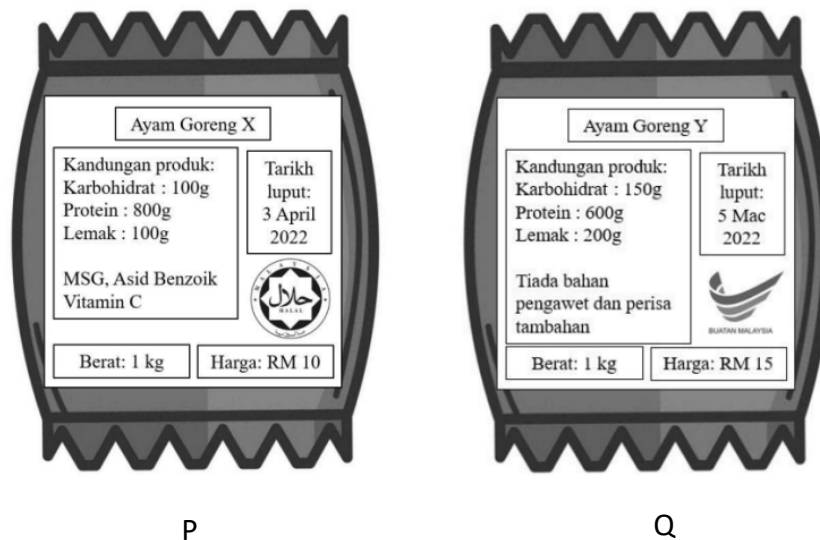 Ayam Goreng X
Kandungan produk:
Karbohidrat : 100g
Protein : 800g
Lemak : 100g
MSG, Asid Benzoik
Vitamin C
Tarikh
luput:
3 April
2022
MALAYSIA
حلال
HALAL
Berat: 1 kg
Harga: RM 10
P
Ayam Goreng Y
Kandungan produk:
Karbohidrat : 150g
Protein : 600g
Lemak : 200g
Tiada bahan
pengawet dan perisa
tambahan
Tarikh
luput:
5 Mac
2022
BUATAN MALAYSIA
Berat: 1 kg
Harga: RM 15
Q